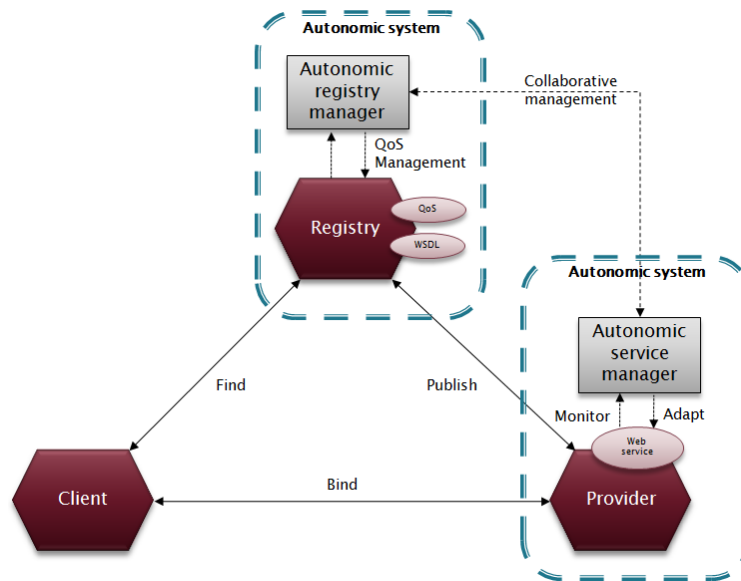 Autonomic system
Autonomic
registry
manager
Collaborative
management
QoS
Management
QoS
Registry
WSDL
Autonomic system
Autonomic
service
manager
Find
Publish
Monitor
Adapt
Web
service
Client
Bind
Provider